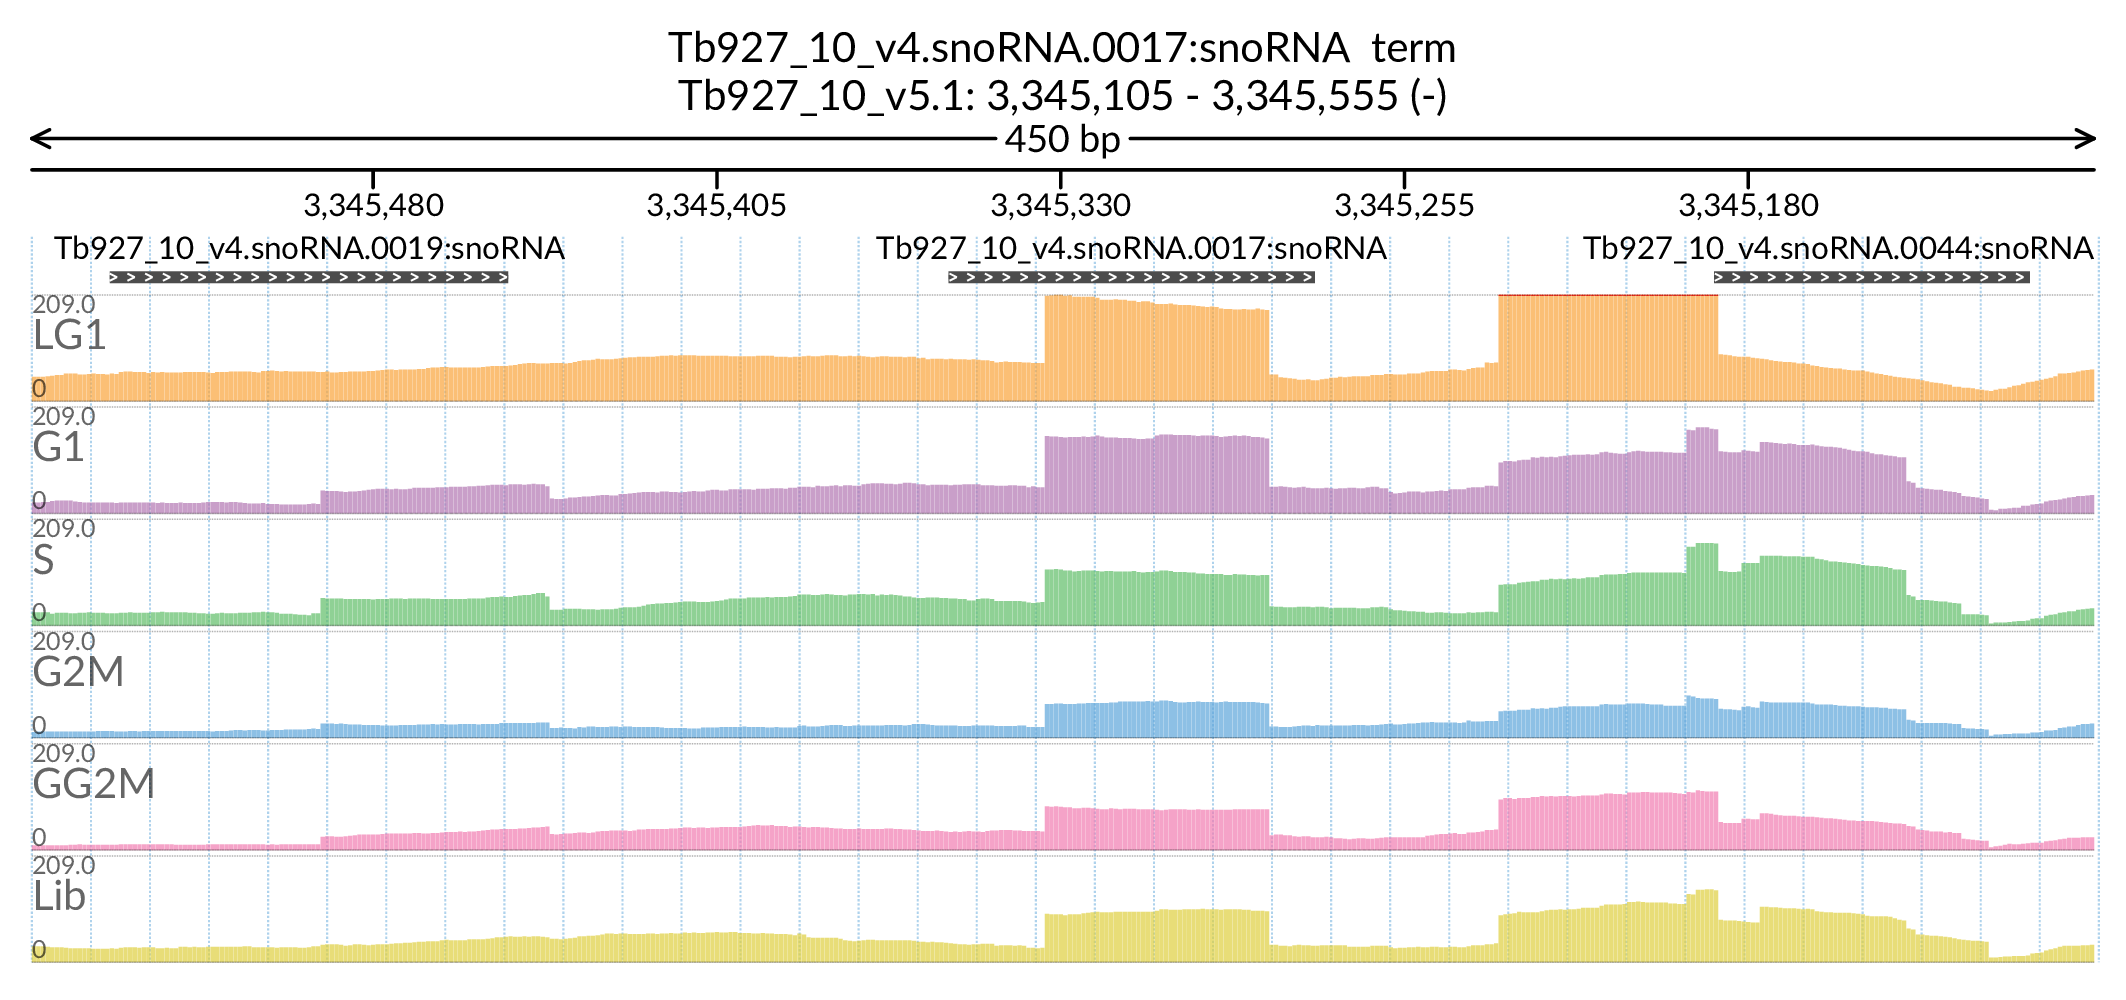 Tb927_10_v4.snoRNA.0017:snoRNA term
Tb927_10_v5.1: 3,345,105 - 3,345,555 (-)
450 bp
3,345,480 3,345,405 3,345,330 3,345,255 3,345,180
Tb927_10_v4.snoRNA.0019:snoRNA Tb927_10_v4.snoRNA.0017:snoRNA Tb927_10_v4.snoRNA.0044:snoRNA
209.0
LG1
0
209.0
G1
0
209.0
S
0
209.0
G2M
0
209.0
GG2M
0
209.0
Lib
0